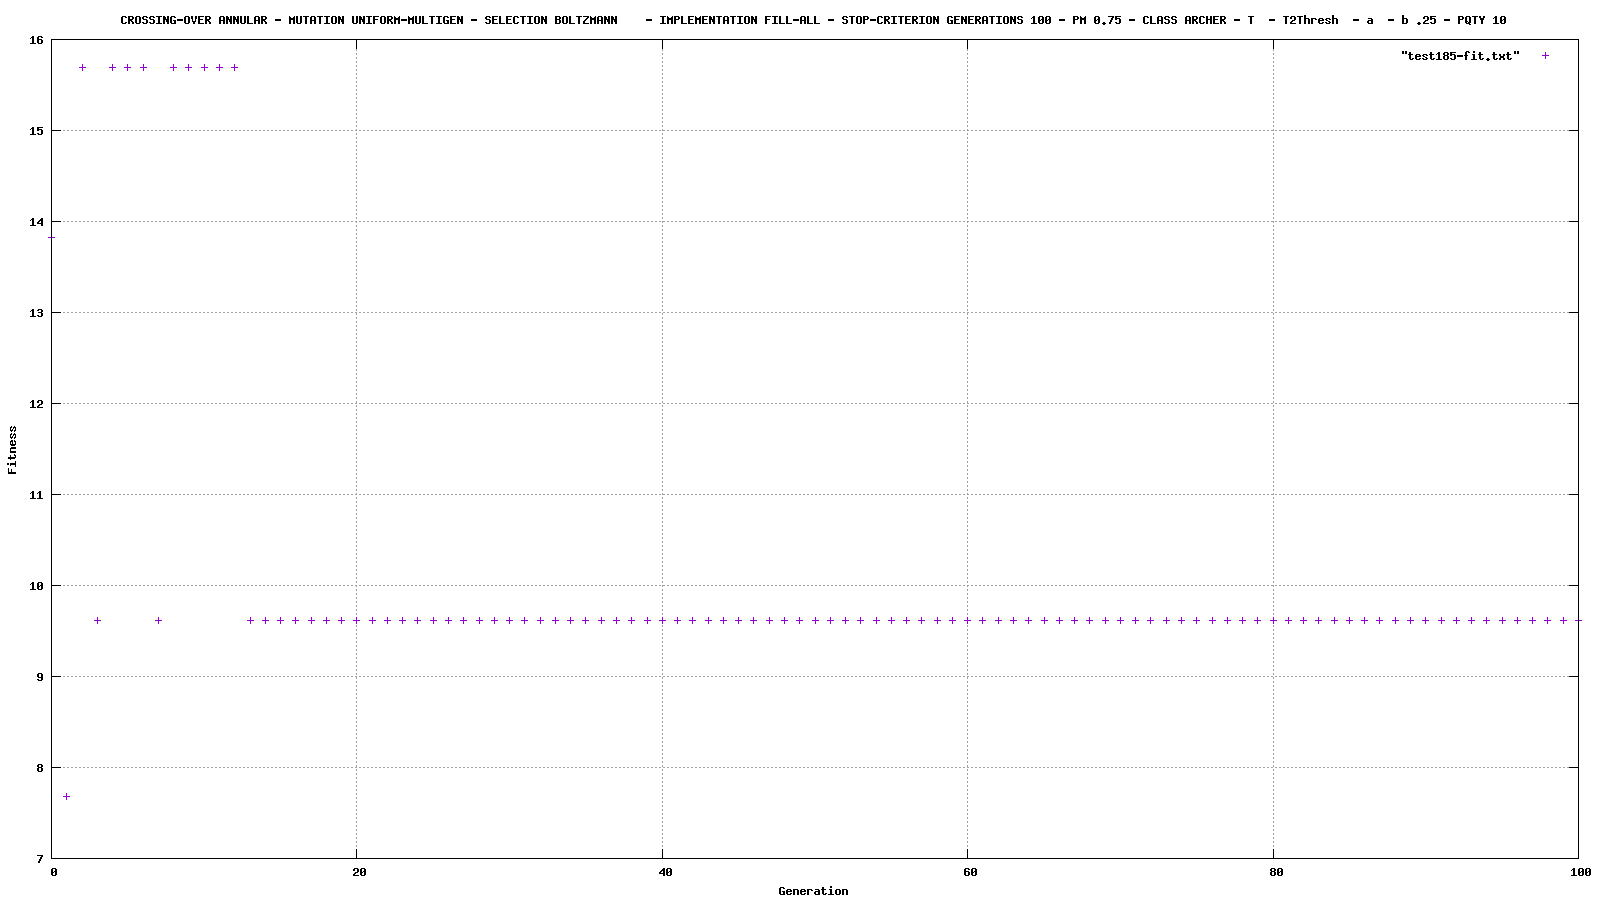 CROSSING-OVER ANNULAR - MUTATION UNIFORM-MULTIGEN - SELECTION BOLTZMANN - IMPLEMENTATION FILL-ALL - STOP-CRITERION GENERATIONS 100 - PM 0.75 - CLASS ARCHER - T - T2Thresh - a - b .25 - PQTY 10
"test185-fit.txt"
16
15
14
13
12
11
10
9
8
7
Fitness
0 20 40 60 80 100
Generation